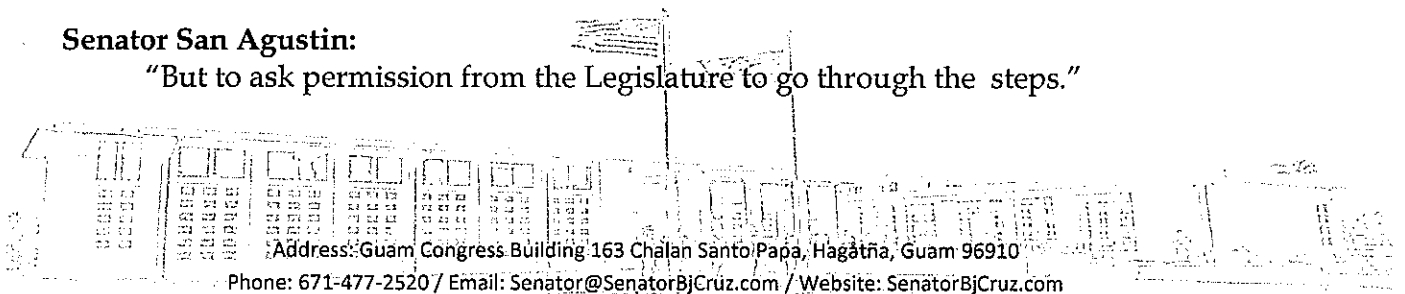 Senator San Agustin:
"But to ask permission from the Legislature to go through the steps."
Address: Guam Congress Building 163 Chalan Santo Papa, Hagåtña, Guam 96910
Phone: 671-477-2520 / Email: Senator@SenatorBjCruz.com / Website: SenatorBjCruz.com